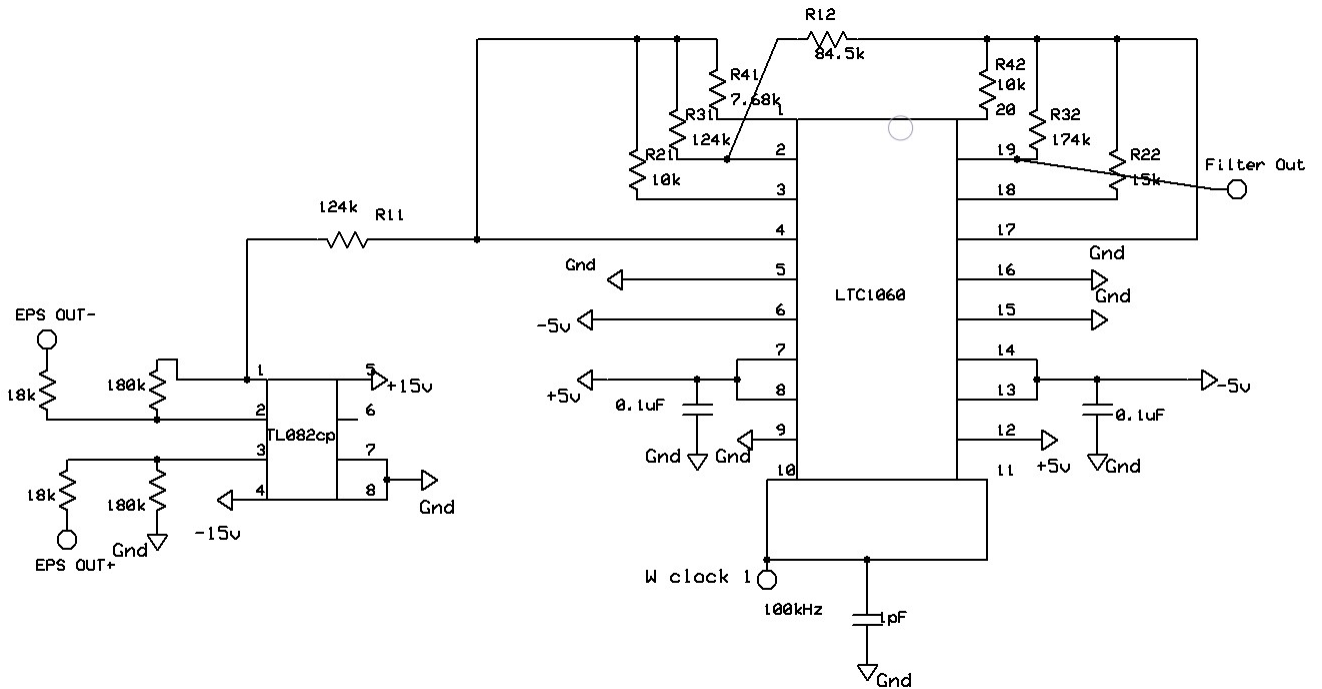 R12
84.5k
R41
7.68k
R42
10k
1
20
R31
124k
R32
174k
2
19
R21
10k
R22
15k
Filter Out
3
18
124k
R11
4
17
Gnd
Gnd
5
16
LTC1060
Gnd
-5v
6
15
EPS OUT-
7
14
18k
180k
1
5
+15v
+5v
0.1uF
8
13
-5v
0.1uF
2
6
TL082cp
9
12
Gnd
Gnd
+5v
Gnd
3
7
10
11
18k
180k
4
8
-15v
Gnd
Gnd
EPS OUT+
W clock 1
100kHz
1pF
Gnd